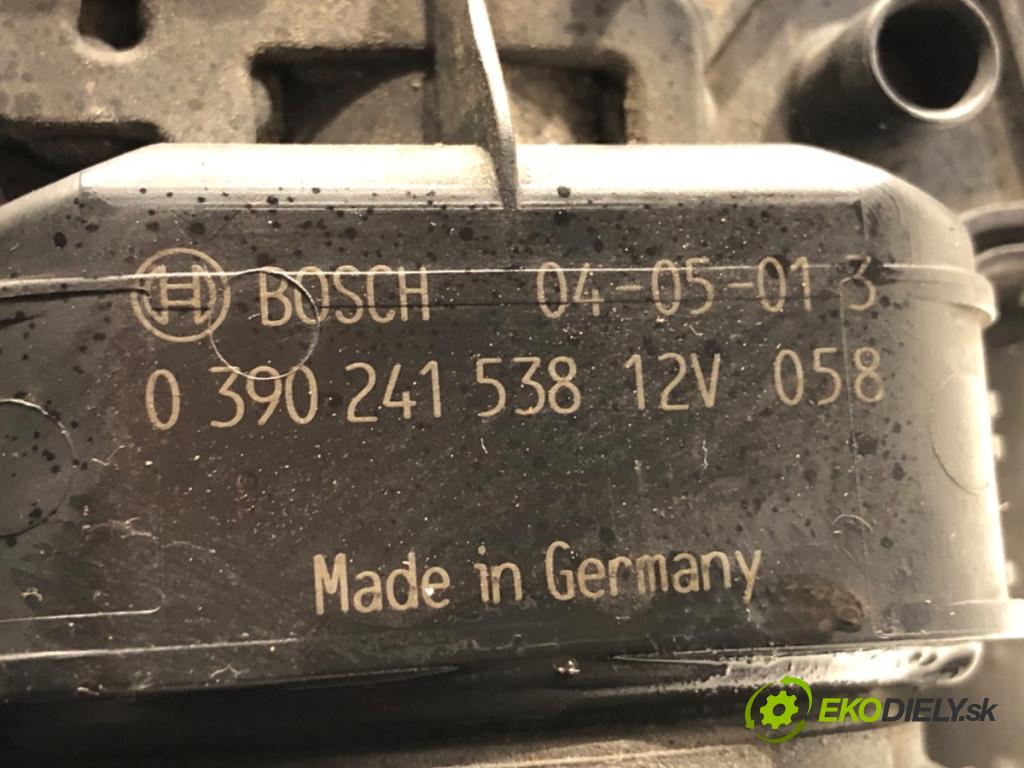 BOSCH 04-05-01 3
0 390 241 538 12V 058
Made in Germany
EKODIELY.sk